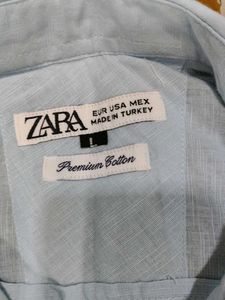 ZARA
EUR USA MEX
MADE IN TURKEY
L
Premium Cotton